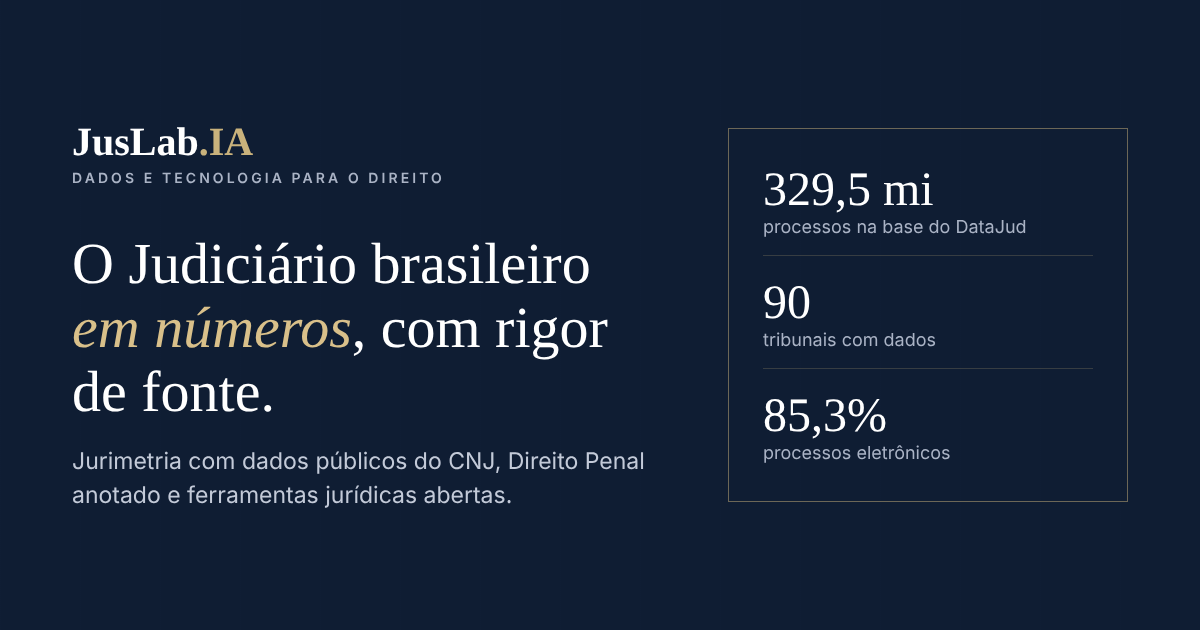 JusLab.IA
DADOS E TECNOLOGIA PARA O DIREITO
O Judiciário brasileiro
em números, com rigor
de fonte.
Jurimetria com dados públicos do CNJ, Direito Penal
anotado e ferramentas jurídicas abertas.
329,5 mi
processos na base do DataJud
90
tribunais com dados
85,3%
processos eletrônicos